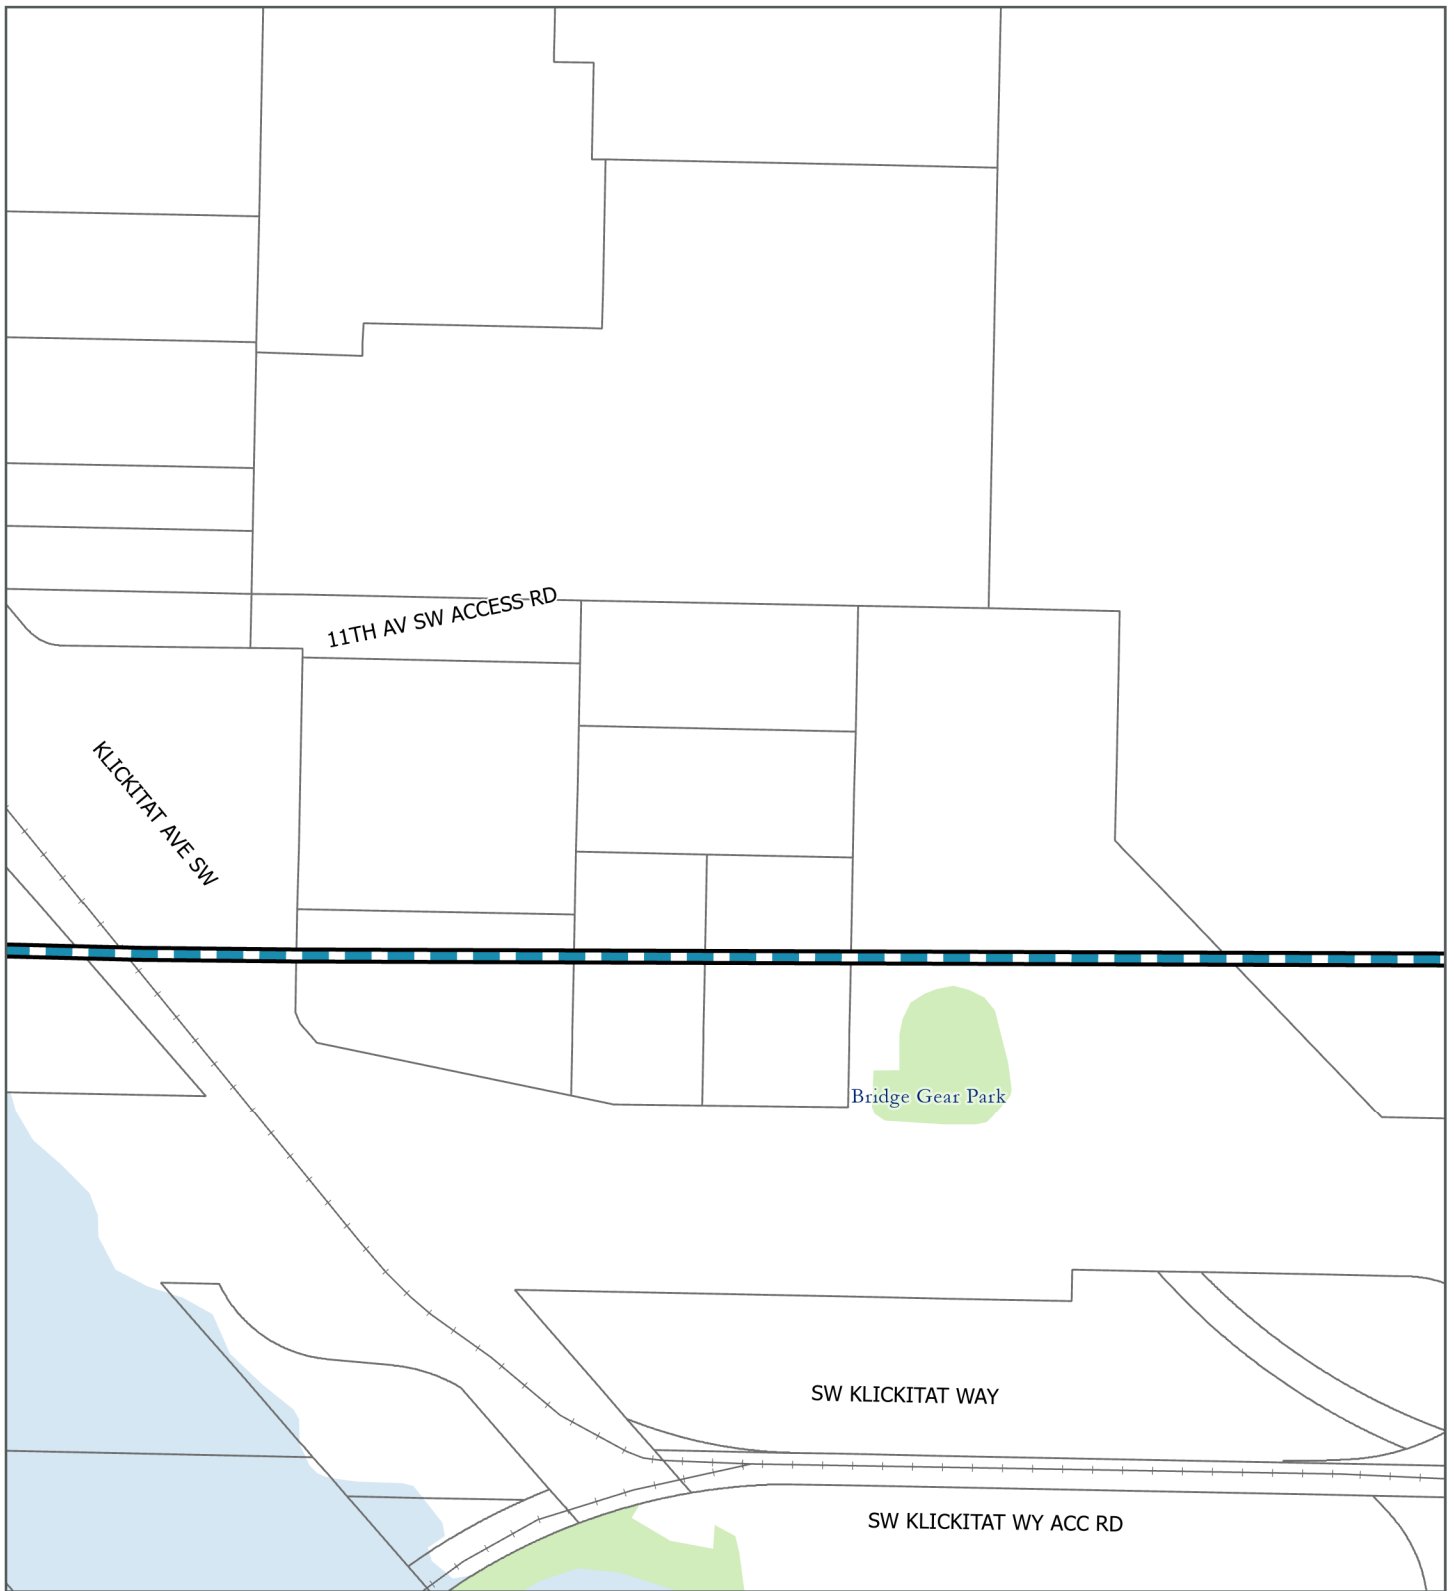 11TH AV SW ACCESS RD
KLICKITAT AVE SW
Bridge Gear Park
SW KLICKITAT WAY
SW KLICKITAT WY ACC RD